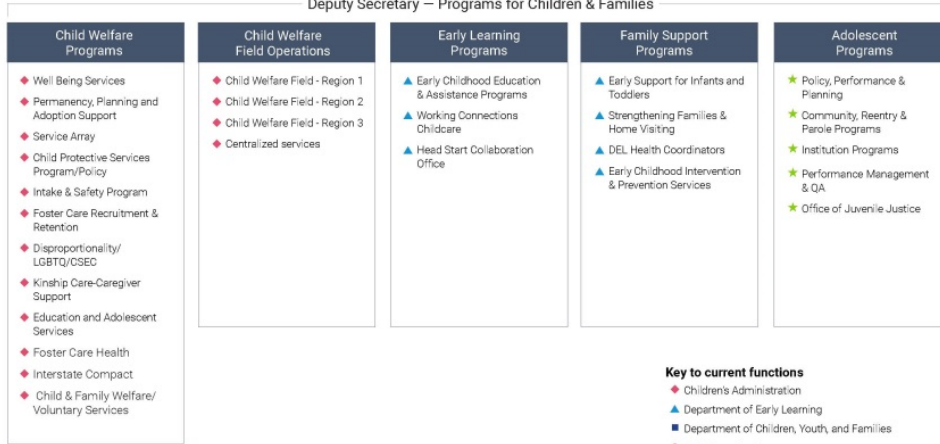 Deputy Secretary — Programs for Children & Families
Child Welfare
Programs
Well Being Services
Permanency, Planning and
Adoption Support
Service Array
Child Protective Services
Program/Policy
Intake & Safety Program
Foster Care Recruitment &
Retention
Disproportionality/
LGBTQ/CSEC
Kinship Care-Caregiver
Support
Education and Adolescent
Services
Foster Care Health
Interstate Compact
Child & Family Welfare/
Voluntary Services
Child Welfare
Field Operations
Child Welfare Field - Region 1
Child Welfare Field - Region 2
Child Welfare Field - Region 3
Centralized services
Early Learning
Programs
Early Childhood Education
& Assistance Programs
Working Connections
Childcare
Head Start Collaboration
Office
Family Support
Programs
Early Support for Infants and
Toddlers
Strengthening Families &
Home Visiting
DEL Health Coordinators
Early Childhood Intervention
& Prevention Services
Adolescent
Programs
Policy, Performance &
Planning
Community, Reentry &
Parole Programs
Institution Programs
Performance Management
& QA
Office of Juvenile Justice
Key to current functions
Children's Administration
Department of Early Learning
Department of Children, Youth, and Families